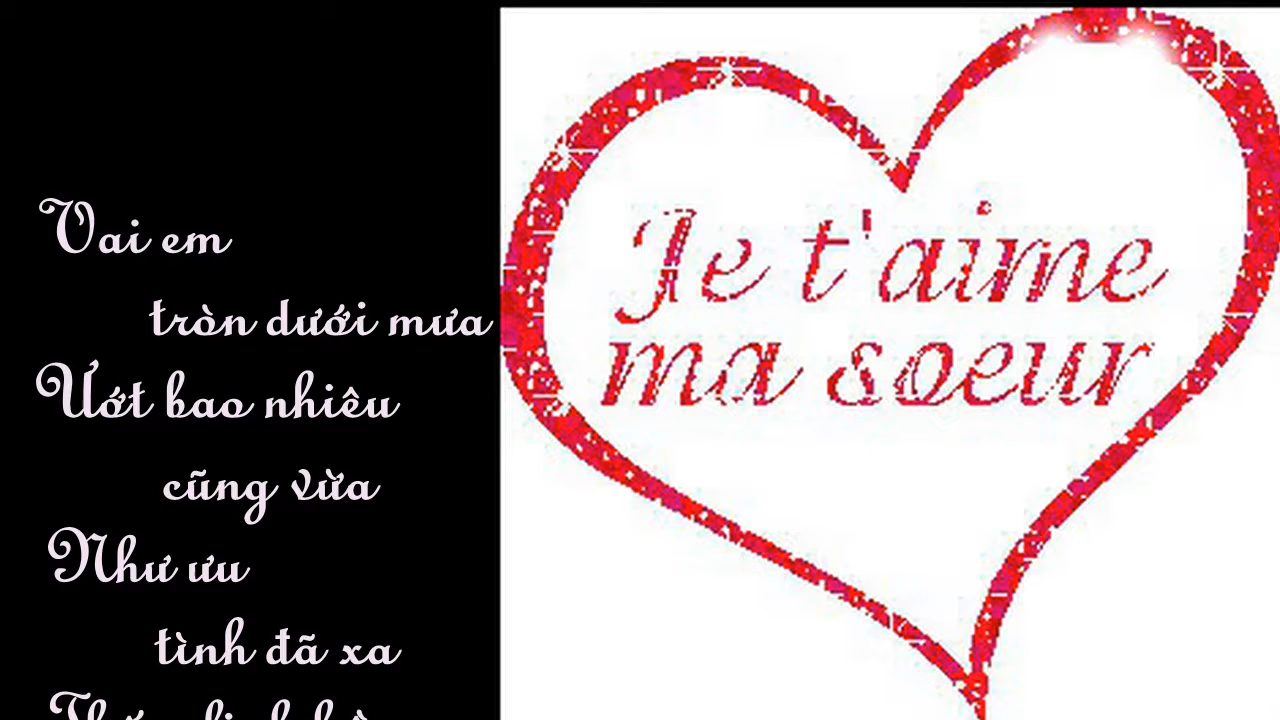 Vai em
tròn dưới mưa
Ướt bao nhiêu
cũng vừa
Như ưu
tình đã xa
Je t'aime
ma soeur